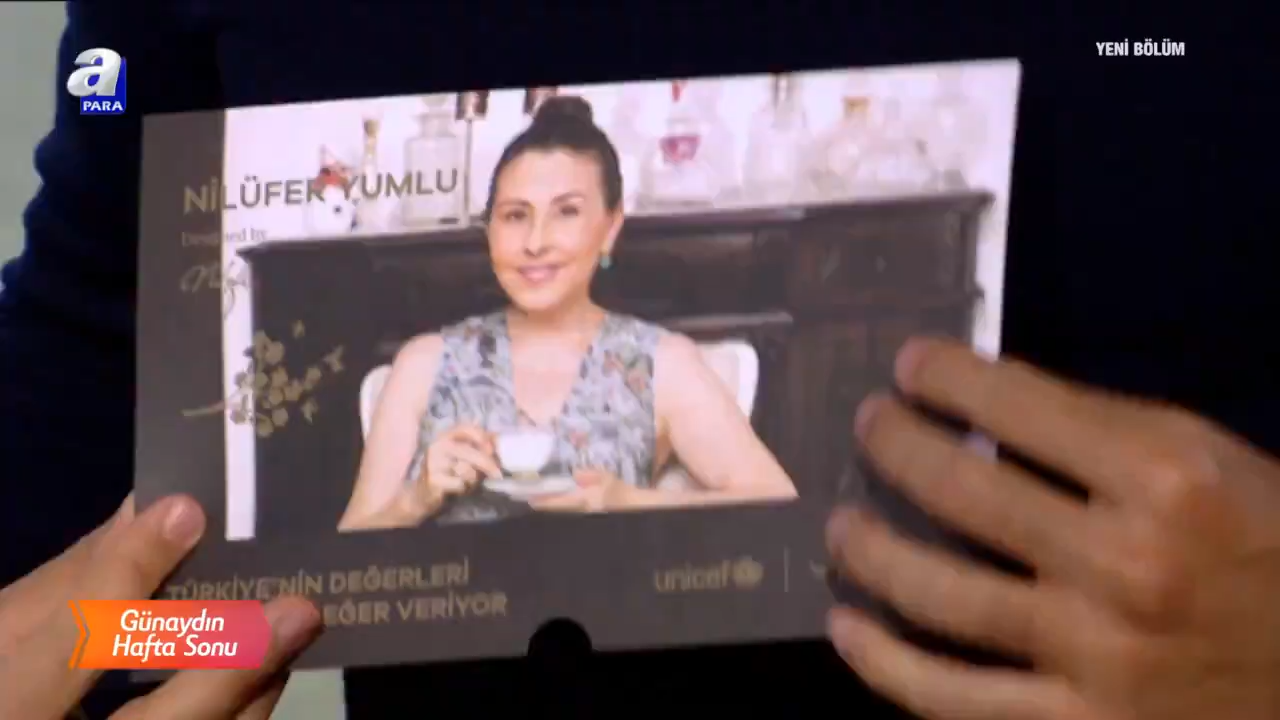 a
PARA
YENİ BÖLÜM
NİLÜFER YUMLU
Designed by
TÜRKİYE'NİN DEĞERLERİ
DEĞER VERİYOR
unicef
Günaydın
Hafta Sonu